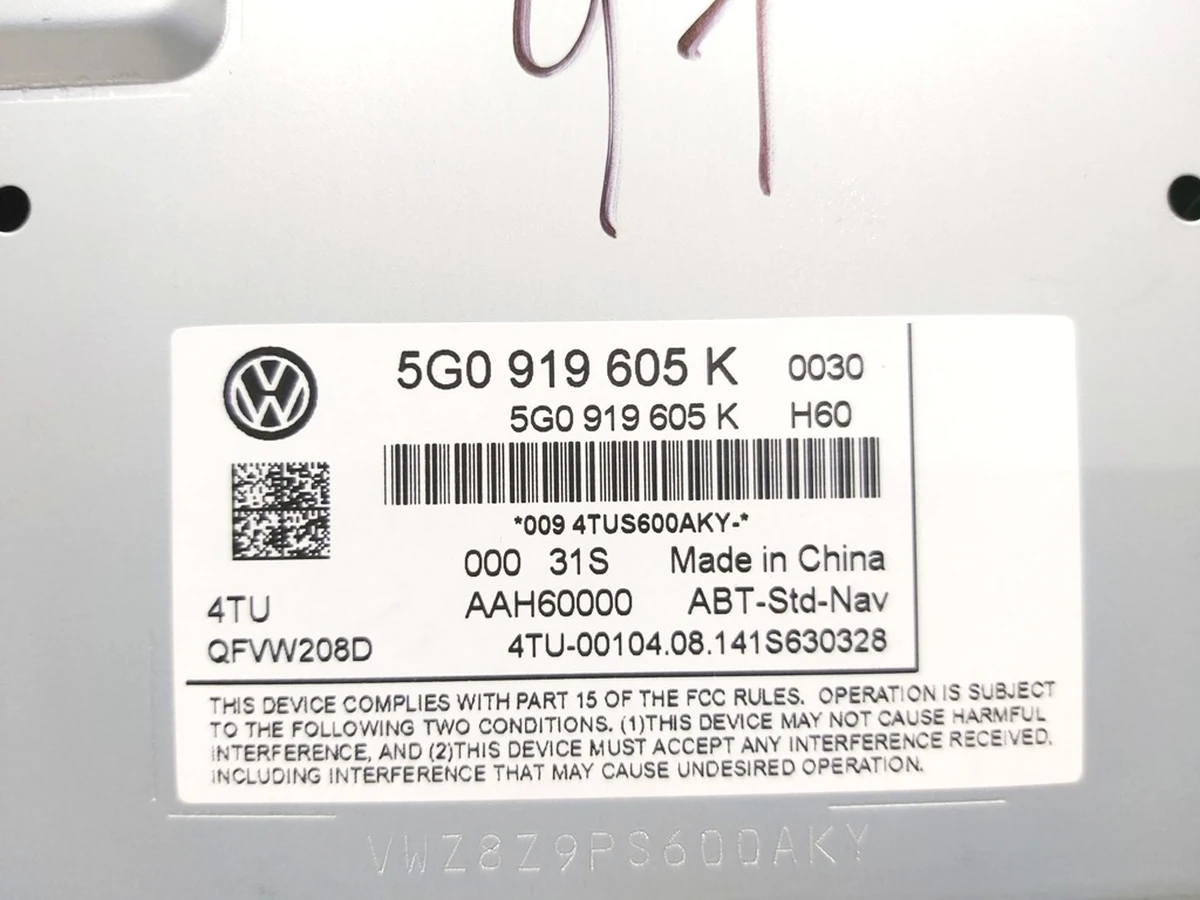 91
5G0 919 605 K 0030
5G0 919 605 K H60
*009 4TUS600AKY-*
000 31S Made in China
4TU AAH60000 ABT-Std-Nav
QFVW208D 4TU-00104.08.141S630328
THIS DEVICE COMPLIES WITH PART 15 OF THE FCC RULES. OPERATION IS SUBJECT
TO THE FOLLOWING TWO CONDITIONS. (1)THIS DEVICE MAY NOT CAUSE HARMFUL
INTERFERENCE, AND (2)THIS DEVICE MUST ACCEPT ANY INTERFERENCE RECEIVED,
INCLUDING INTERFERENCE THAT MAY CAUSE UNDESIRED OPERATION.
VWZ8Z9PS600AKY